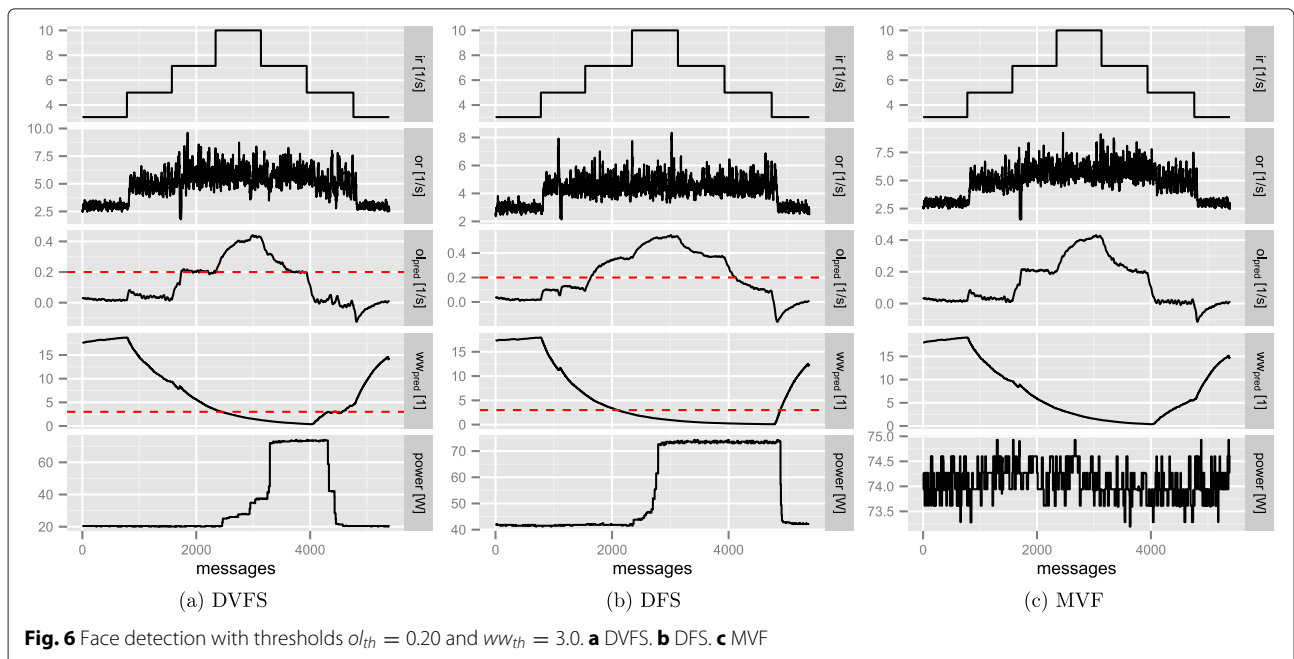 10
8
6
4
ir [1/s]
10.0
7.5
5.0
2.5
or [1/s]
0.4
0.2
0.0
ol_pred [1/s]
15
10
5
0
ww_pred [1]
60
40
20
power [W]
0
2000
4000
messages
(a) DVFS
10
8
6
4
ir [1/s]
8
6
4
2
or [1/s]
0.4
0.2
0.0
ol_pred [1/s]
15
10
5
0
ww_pred [1]
70
60
50
40
power [W]
0
2000
4000
messages
(b) DFS
10
8
6
4
ir [1/s]
7.5
5.0
2.5
or [1/s]
0.4
0.2
0.0
ol_pred [1/s]
15
10
5
0
ww_pred [1]
75.0
74.5
74.0
73.5
power [W]
0
2000
4000
messages
(c) MVF
Fig. 6 Face detection with thresholds ol_th = 0.20 and ww_th = 3.0. a DVFS. b DFS. c MVF